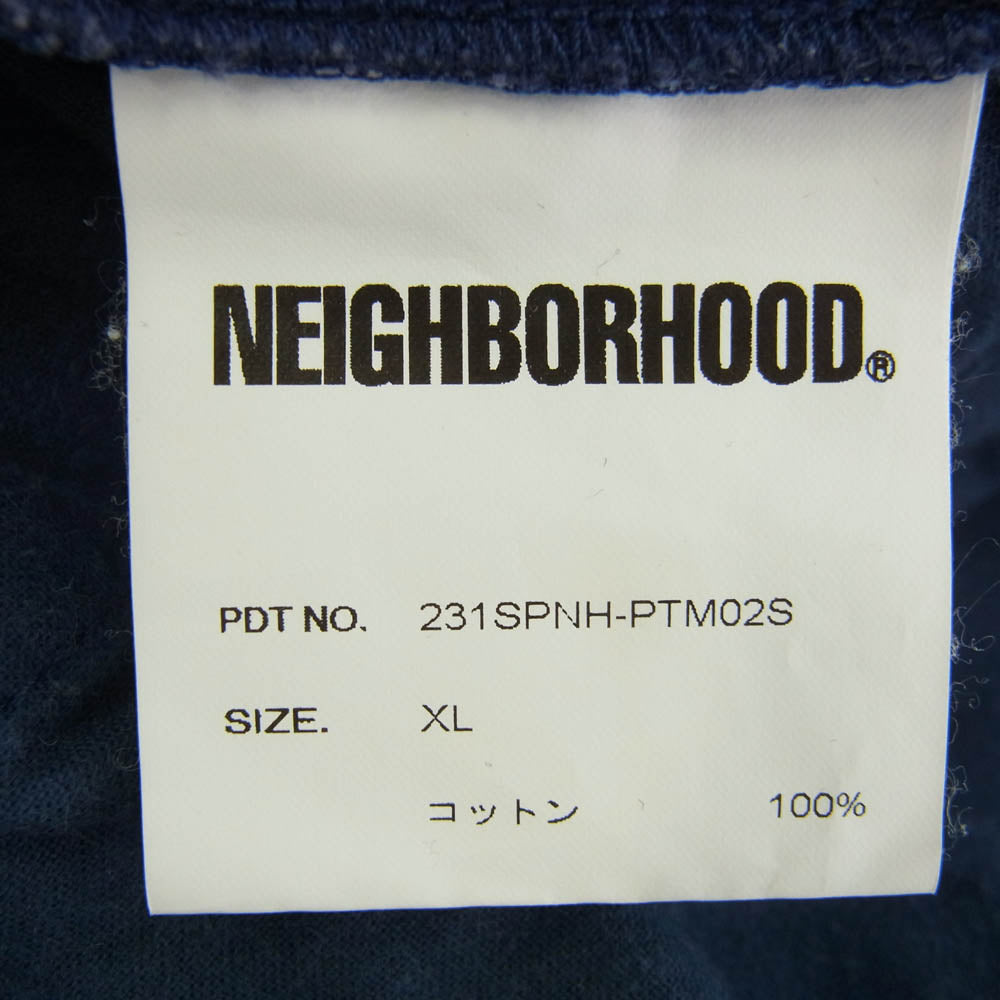 NEIGHBORHOOD®
PDT NO. 231SPNH-PTM02S
SIZE. XL
コットン 100%